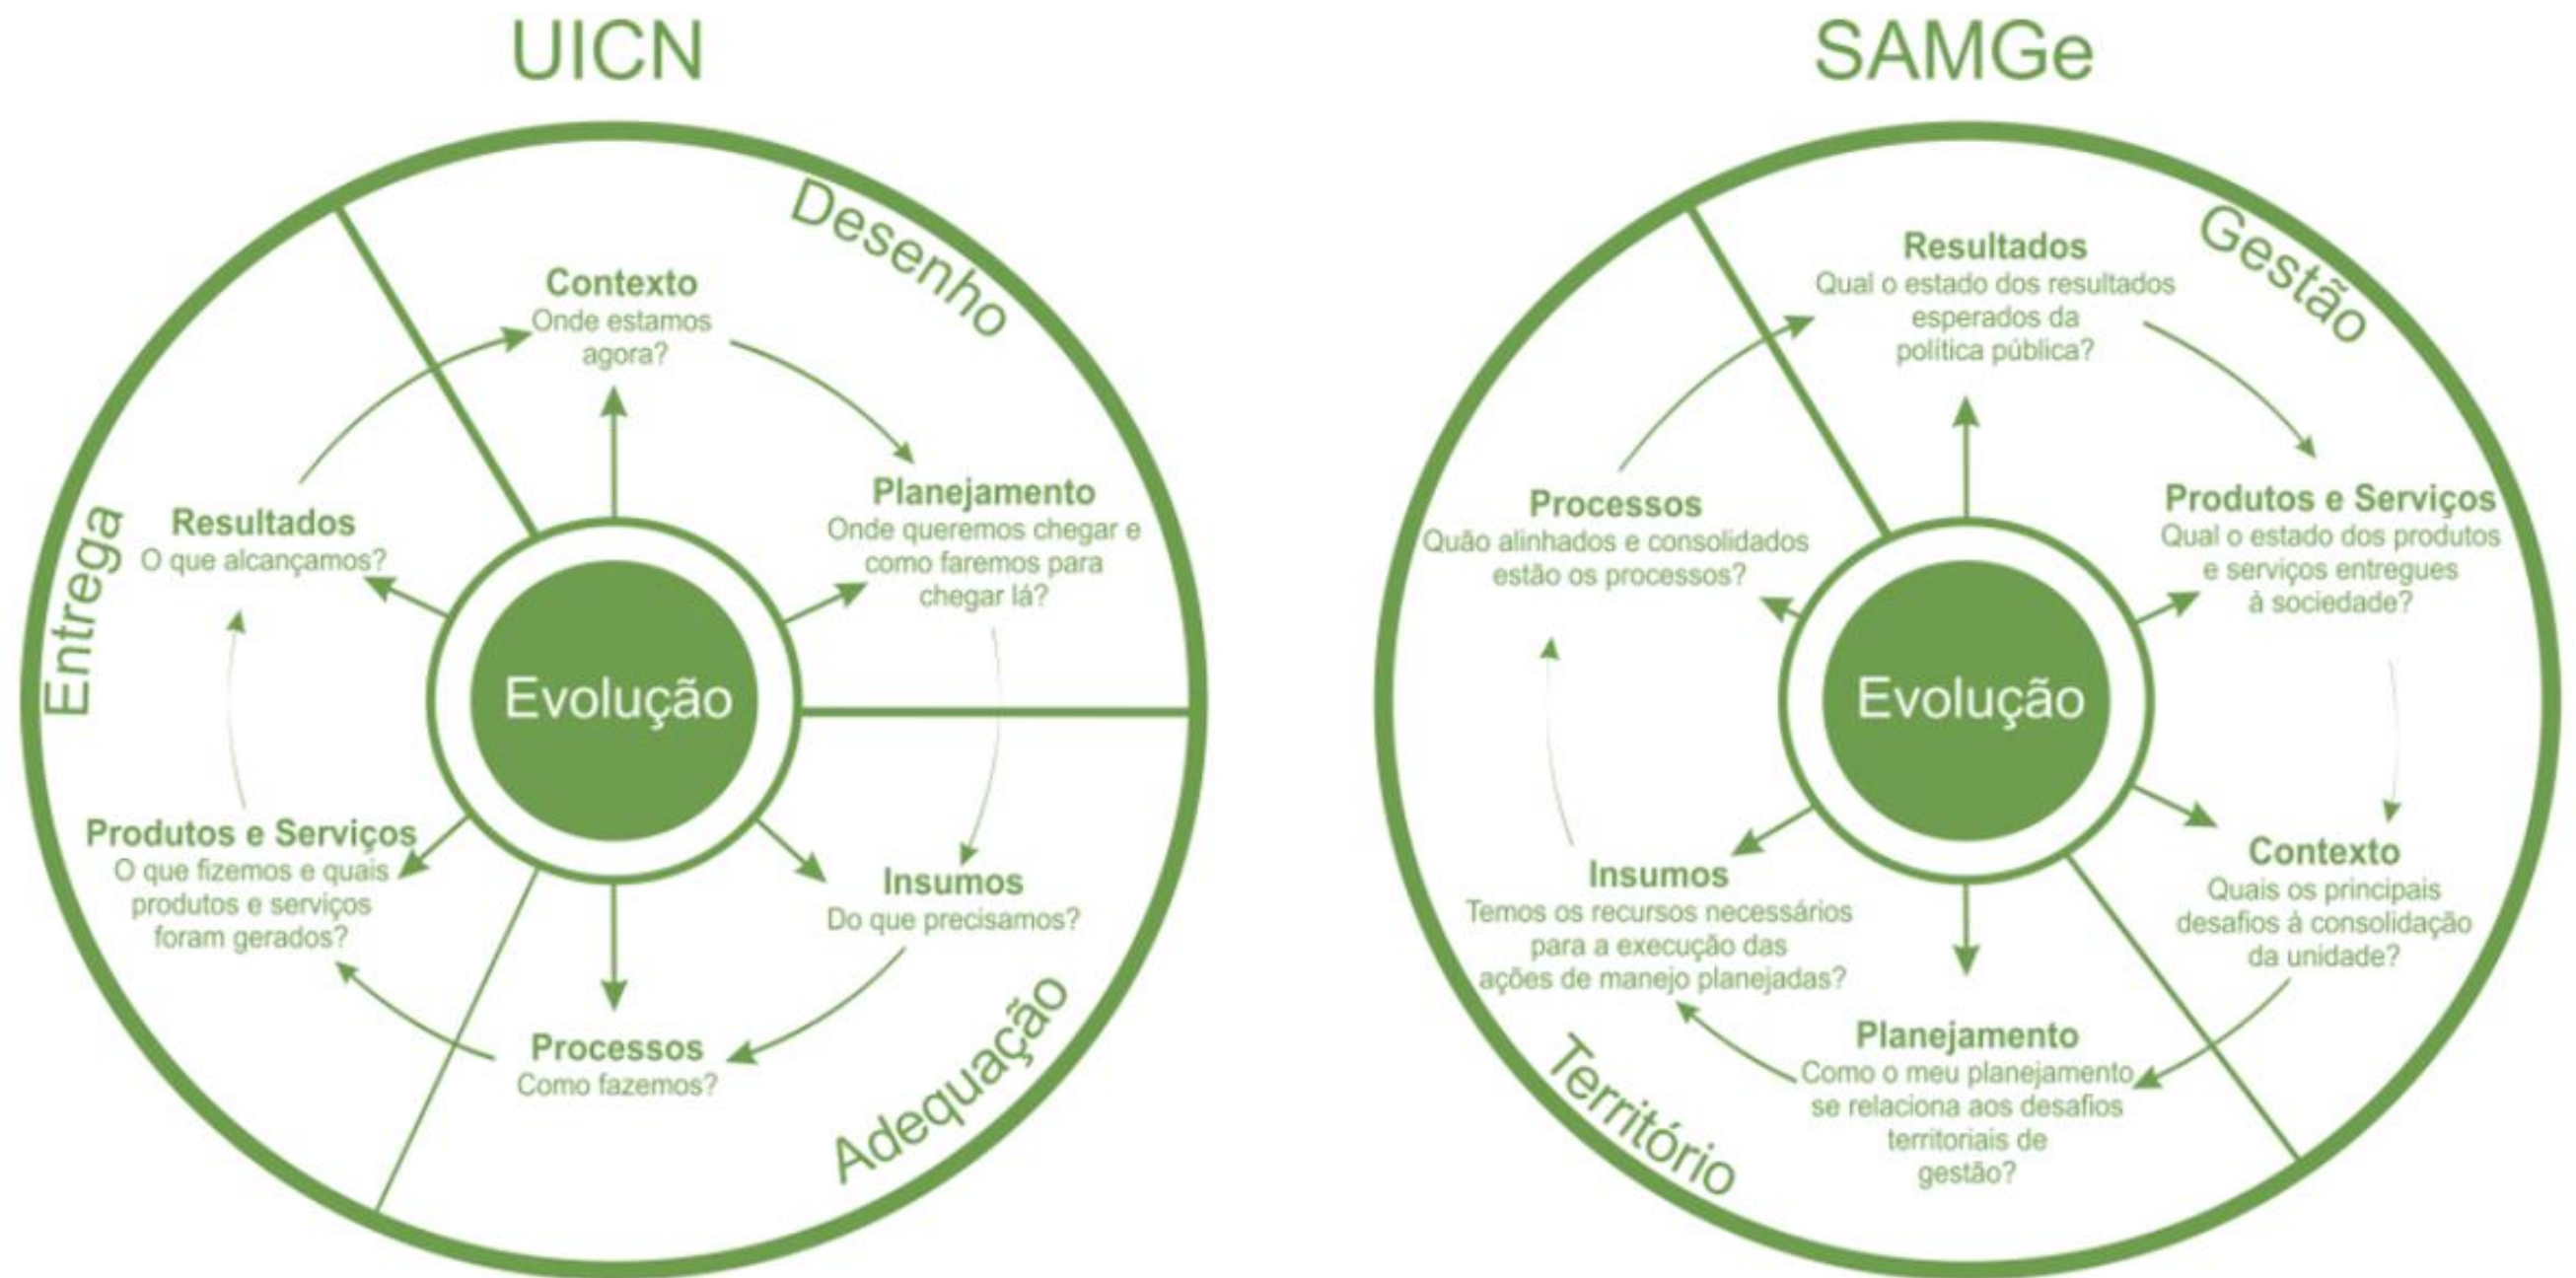 UICN
Desenho
Contexto
Onde estamos
agora?
Planejamento
Onde queremos chegar e
como faremos para
chegar lá?
Insumos
Do que precisamos?
Adequação
Processos
Como fazemos?
Produtos e Serviços
O que fizemos e quais
produtos e serviços
foram gerados?
Entrega
Resultados
O que alcançamos?
Evolução
SAMGe
Gestão
Resultados
Qual o estado dos resultados
esperados da
política pública?
Produtos e Serviços
Qual o estado dos produtos
e serviços entregues
à sociedade?
Contexto
Quais os principais
desafios à consolidação
da unidade?
Planejamento
Como o meu planejamento
se relaciona aos desafios
territoriais de
gestão?
Território
Insumos
Temos os recursos necessários
para a execução das
ações de manejo planejadas?
Processos
Quão alinhados e consolidados
estão os processos?
Evolução